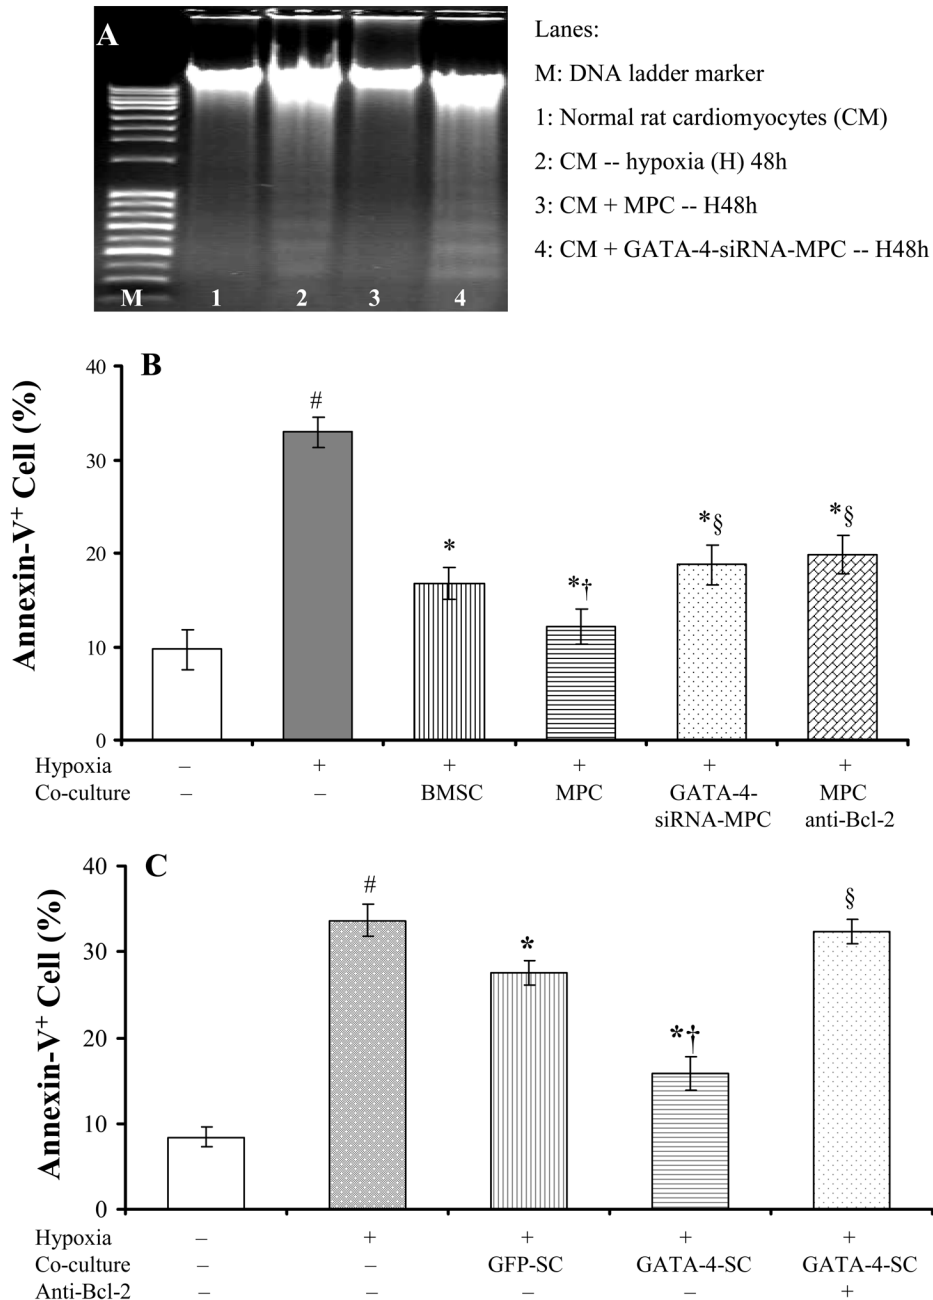 A
M 1 2 3 4
Lanes:
M: DNA ladder marker
1: Normal rat cardiomyocytes (CM)
2: CM -- hypoxia (H) 48h
3: CM + MPC -- H48h
4: CM + GATA-4-siRNA-MPC -- H48h
B
Annexin-V⁺ Cell (%)
40
30
20
10
0
#
*
*†
*§
*§
Hypoxia – + + + + +
Co-culture – – BMSC MPC GATA-4- MPC
siRNA-MPC anti-Bcl-2
C
Annexin-V⁺ Cell (%)
40
30
20
10
0
#
*
*†
§
Hypoxia – + + + +
Co-culture – – GFP-SC GATA-4-SC GATA-4-SC
Anti-Bcl-2 – – – – +